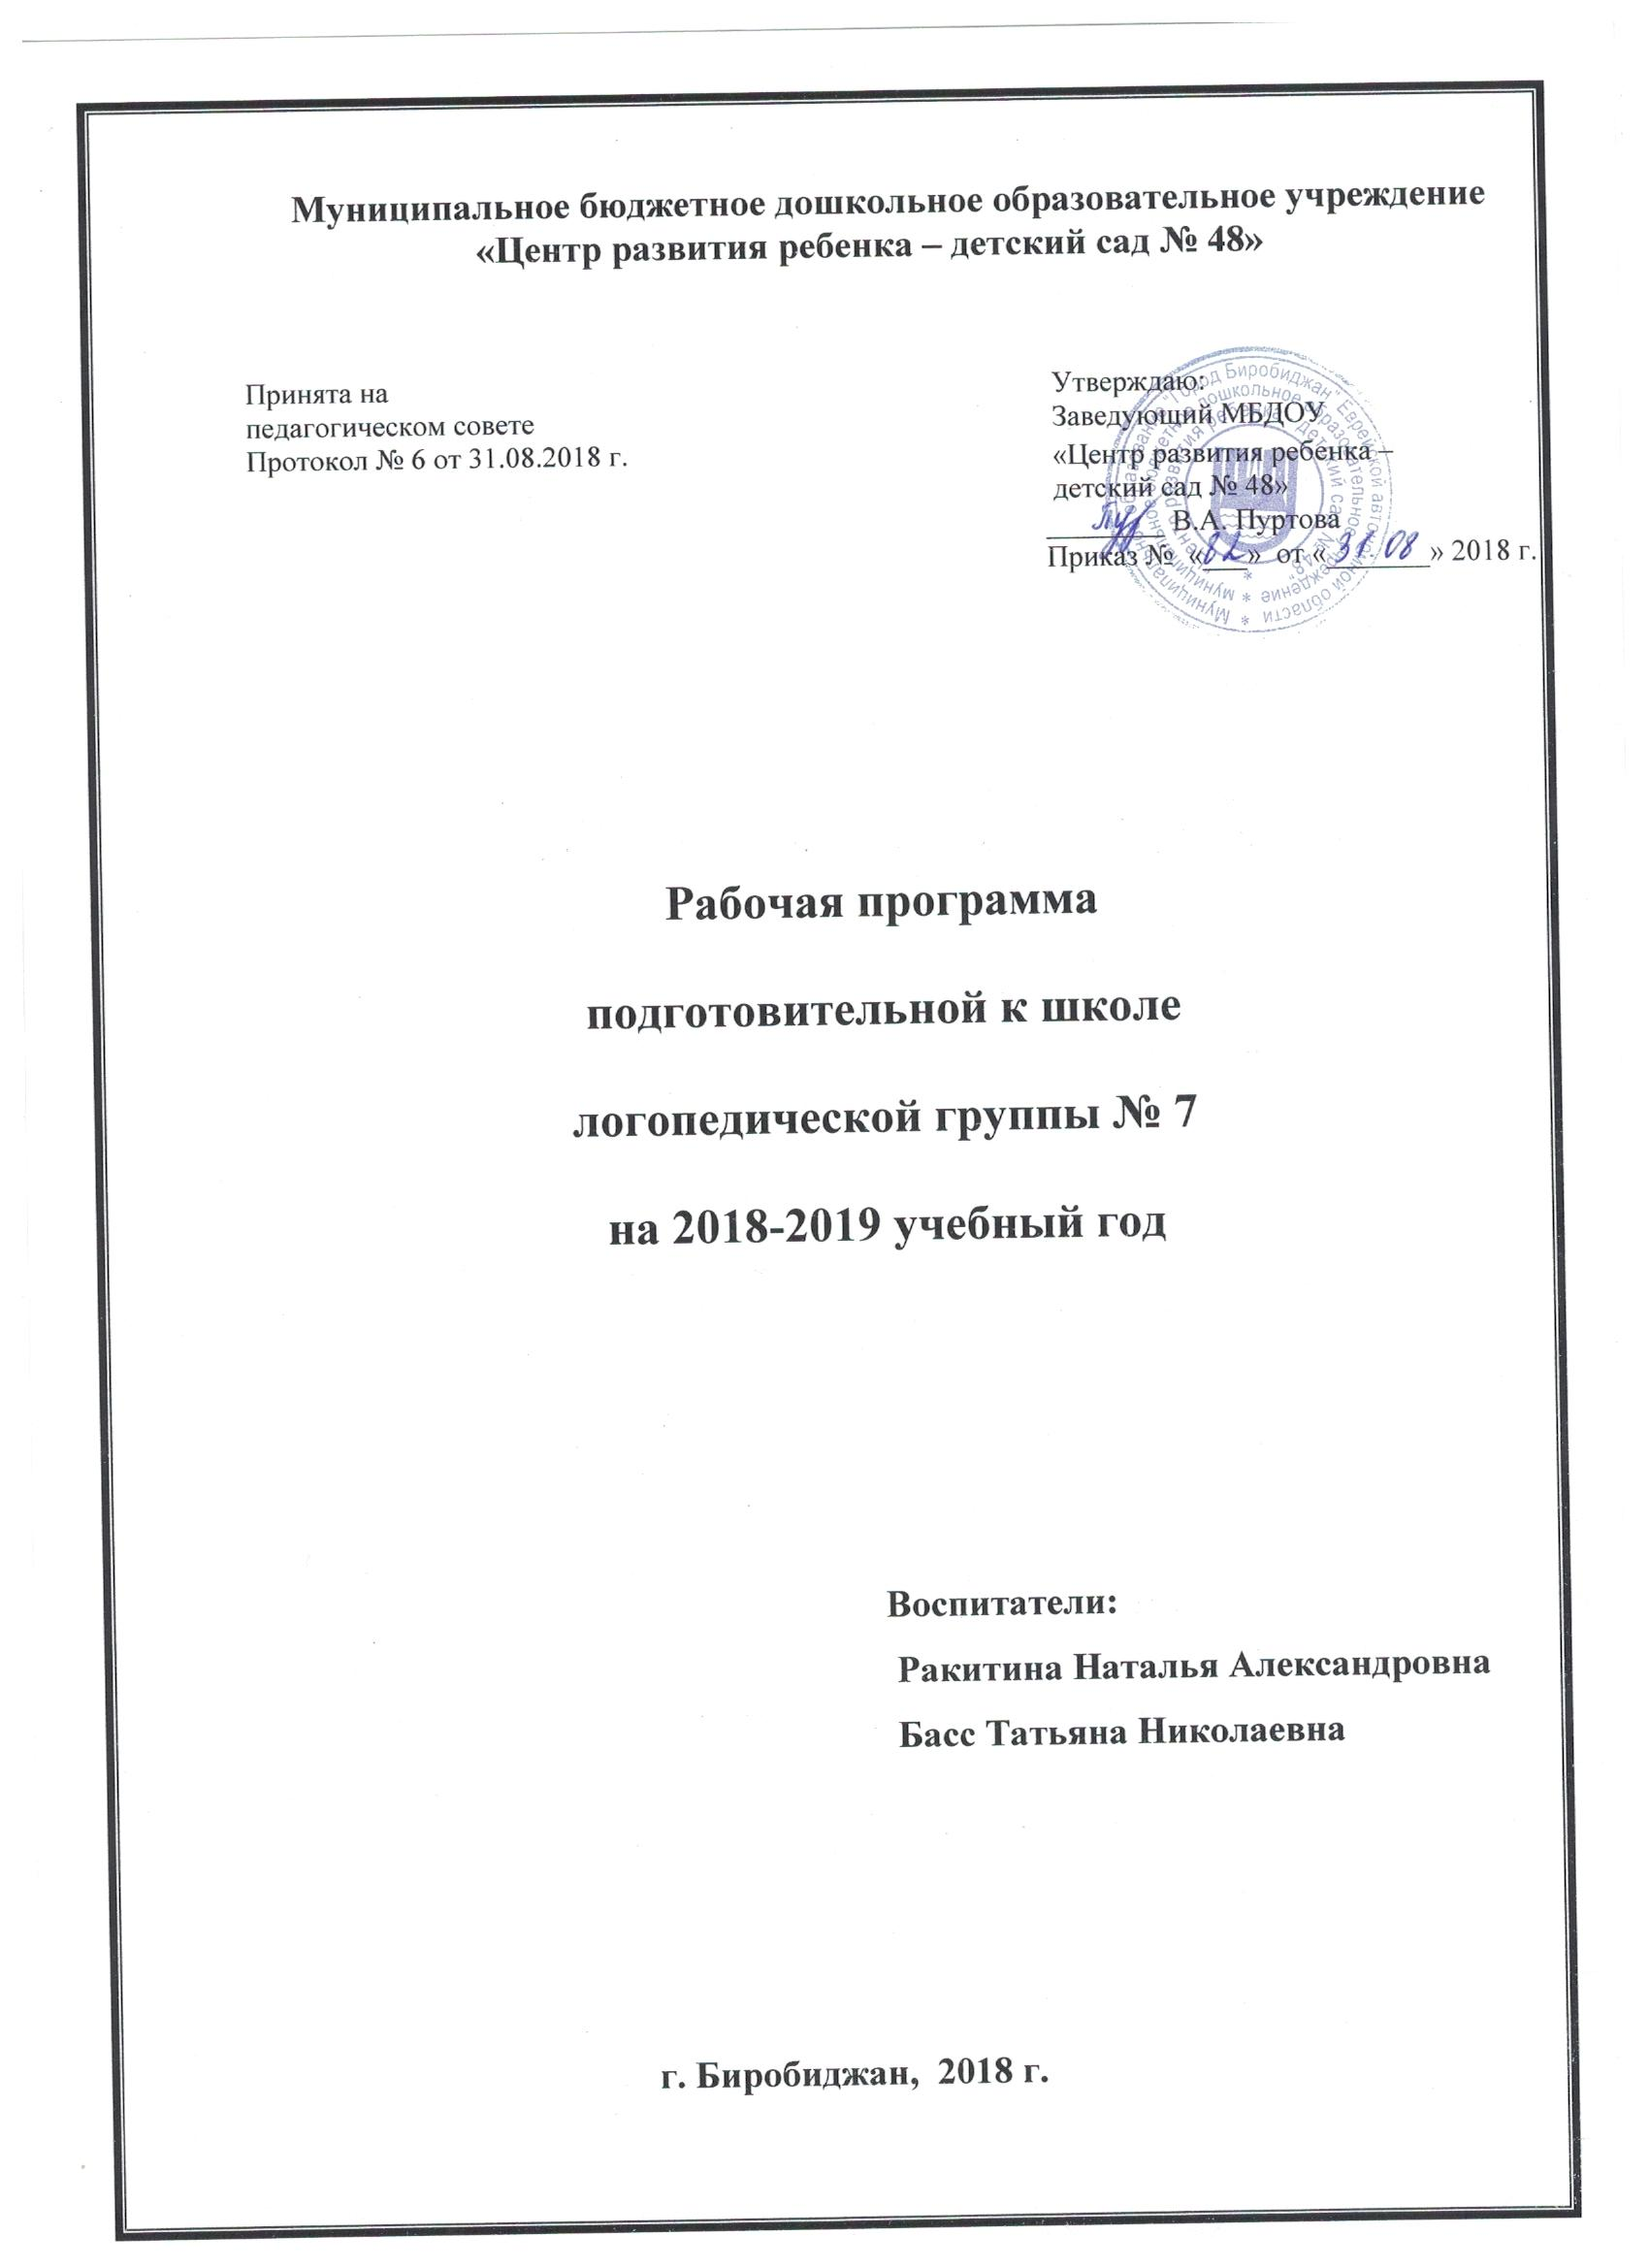 Муниципальное бюджетное дошкольное образовательное учреждение
«Центр развития ребенка – детский сад № 48»
Принята на
педагогическом совете
Протокол № 6 от 31.08.2018 г.
Утверждаю:
Заведующий МБДОУ
«Центр развития ребенка –
детский сад № 48»
В.А. Пуртова
Приказ № «82» от «31 08» 2018 г.
Рабочая программа
подготовительной к школе
логопедической группы № 7
на 2018-2019 учебный год
Воспитатели:
Ракитина Наталья Александровна
Басс Татьяна Николаевна
г. Биробиджан, 2018 г.